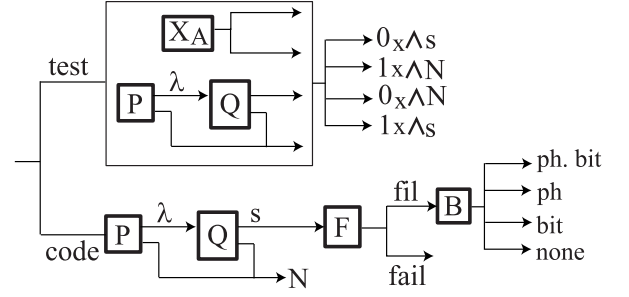 X_A
0_X∧s
test
λ
1_X∧N
P
Q
0_X∧N
1_X∧s
ph. bit
λ
s
fil
ph
P
Q
F
B
bit
code
none
N
fail